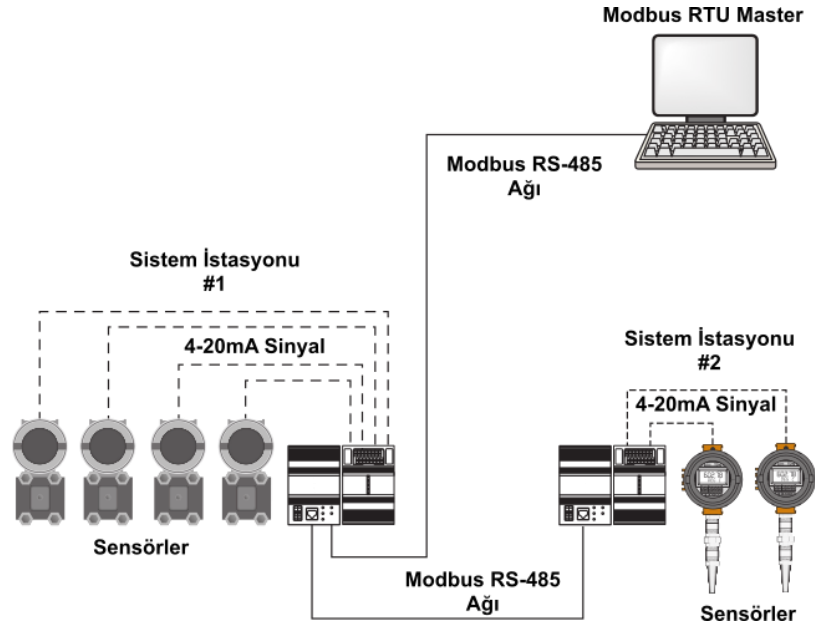 Modbus RTU Master
Modbus RS-485
Ağı
Sistem İstasyonu
#1
4-20mA Sinyal
Sistem İstasyonu
#2
4-20mA Sinyal
Sensörler
Modbus RS-485
Ağı
Sensörler